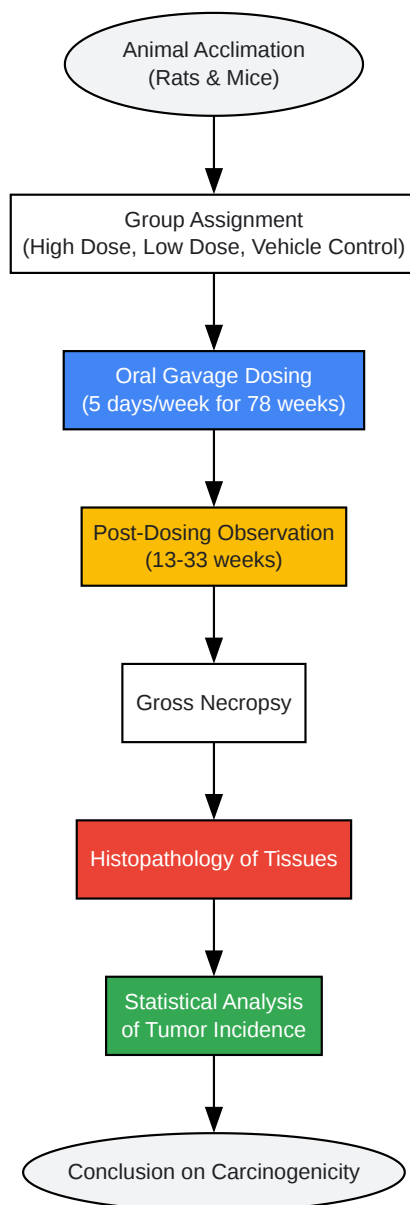 Animal Acclimation
(Rats & Mice)
Group Assignment
(High Dose, Low Dose, Vehicle Control)
Oral Gavage Dosing
(5 days/week for 78 weeks)
Post-Dosing Observation
(13-33 weeks)
Gross Necropsy
Histopathology of Tissues
Statistical Analysis
of Tumor Incidence
Conclusion on Carcinogenicity